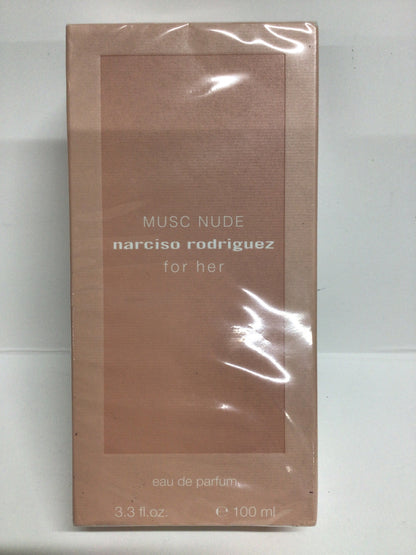 MUSC NUDE
narciso rodriguez
for her
eau de parfum
3.3 fl.oz. ℮ 100 ml